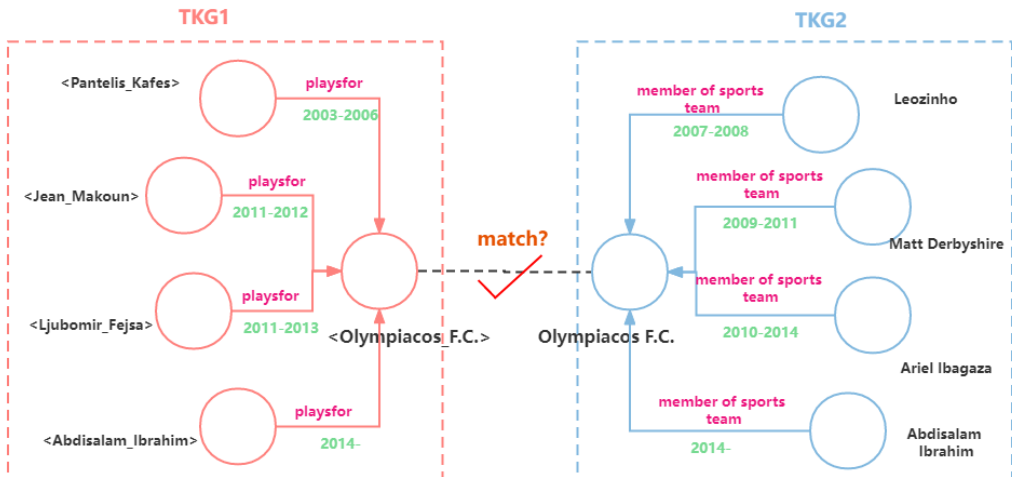 TKG1
<Pantelis_Kafes>
playsfor
2003-2006
<Jean_Makoun>
playsfor
2011-2012
<Ljubomir_Fejsa>
playsfor
2011-2013
<Olympiacos_F.C.>
<Abdisalam_Ibrahim>
playsfor
2014-
match?
TKG2
member of sports
team
2007-2008
Leozinho
member of sports
team
2009-2011
Matt Derbyshire
member of sports
team
2010-2014
Olympiacos F.C.
Ariel Ibagaza
member of sports
team
2014-
Abdisalam
Ibrahim